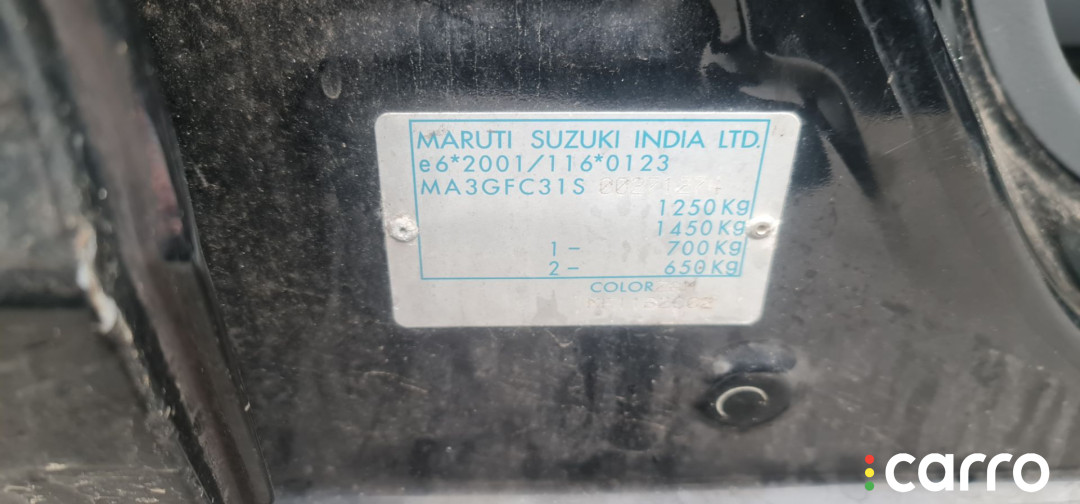 MARUTI SUZUKI INDIA LTD.
e6*2001/116*0123
MA3GFC31S
1250Kg
1450Kg
1- 700Kg
2- 650Kg
COLOR
carro